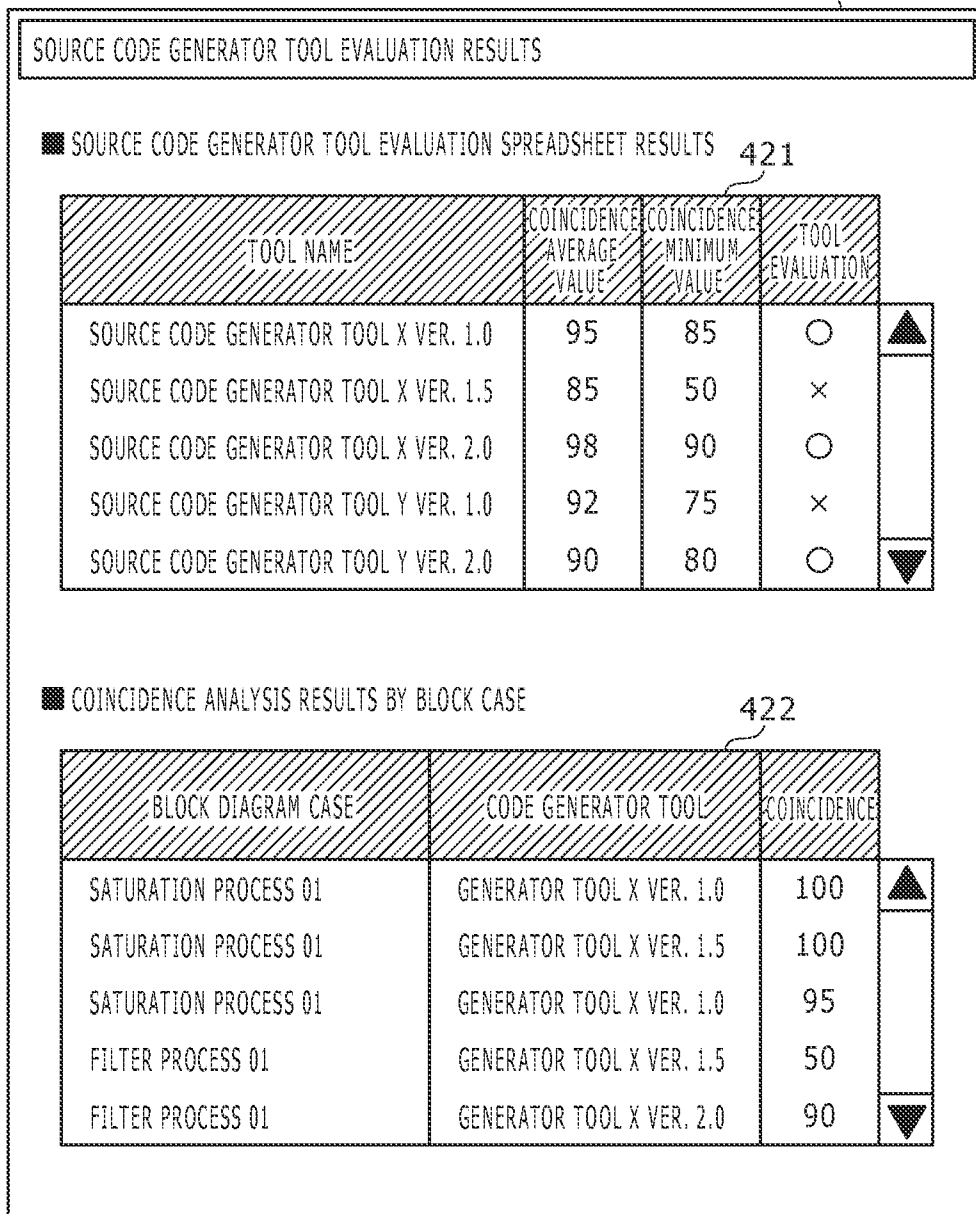 SOURCE CODE GENERATOR TOOL EVALUATION RESULTS
■ SOURCE CODE GENERATOR TOOL EVALUATION SPREADSHEET RESULTS
421
TOOL NAME COINCIDENCE AVERAGE VALUE COINCIDENCE MINIMUM VALUE TOOL EVALUATION
SOURCE CODE GENERATOR TOOL X VER. 1.0 95 85 ○
SOURCE CODE GENERATOR TOOL X VER. 1.5 85 50 ×
SOURCE CODE GENERATOR TOOL X VER. 2.0 98 90 ○
SOURCE CODE GENERATOR TOOL Y VER. 1.0 92 75 ×
SOURCE CODE GENERATOR TOOL Y VER. 2.0 90 80 ○
■ COINCIDENCE ANALYSIS RESULTS BY BLOCK CASE
422
BLOCK DIAGRAM CASE CODE GENERATOR TOOL COINCIDENCE
SATURATION PROCESS 01 GENERATOR TOOL X VER. 1.0 100
SATURATION PROCESS 01 GENERATOR TOOL X VER. 1.5 100
SATURATION PROCESS 01 GENERATOR TOOL X VER. 1.0 95
FILTER PROCESS 01 GENERATOR TOOL X VER. 1.5 50
FILTER PROCESS 01 GENERATOR TOOL X VER. 2.0 90